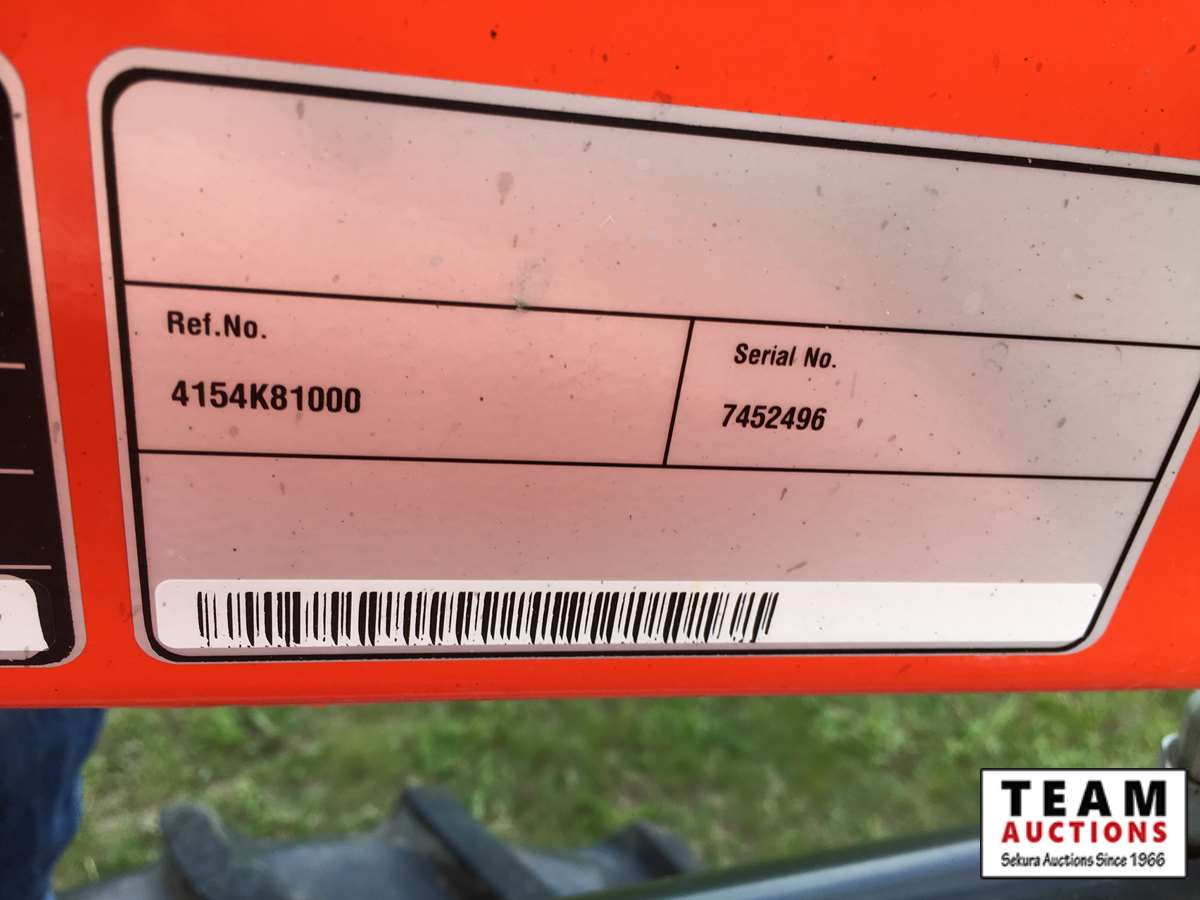 Ref.No.
Serial No.
4154K81000
7452496
TEAM
AUCTIONS
Sekura Auctions Since 1966